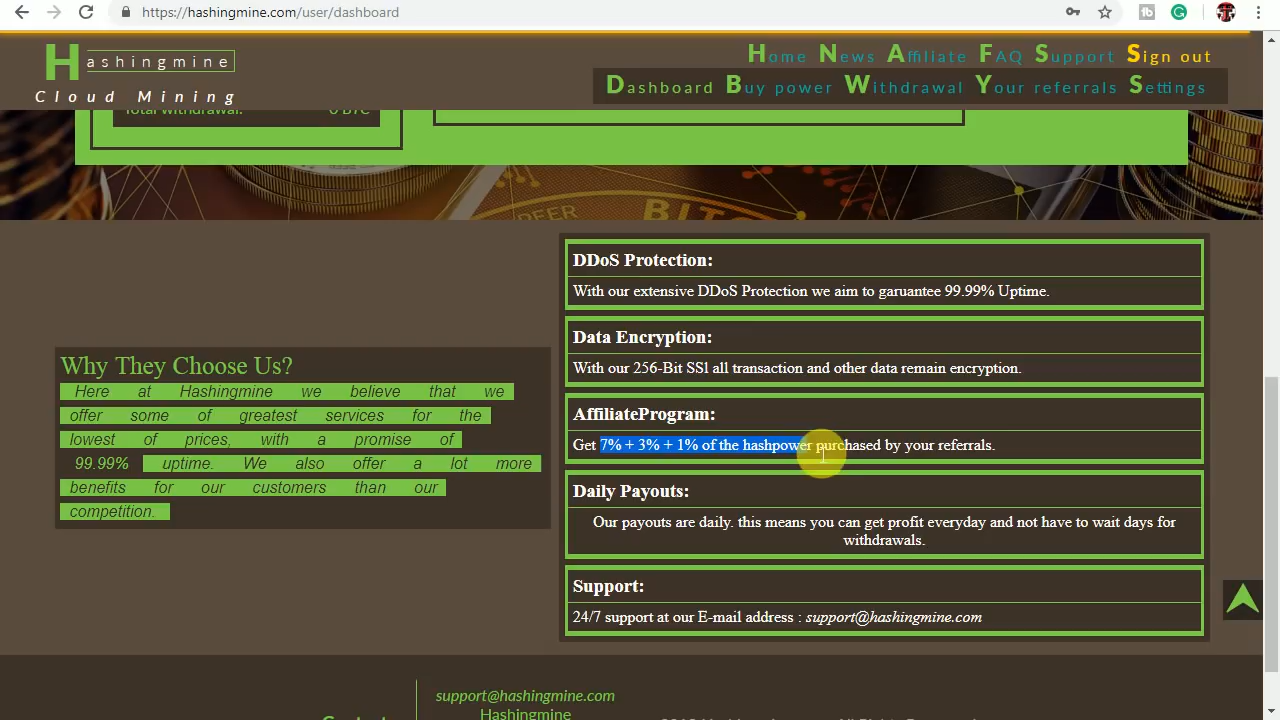 https://hashingmine.com/user/dashboard
Hashingmine
Cloud Mining
Home News Affiliate FAQ Support Sign out
Dashboard Buy power Withdrawal Your referrals Settings
Total withdrawal: 0 BTC
BIT
DDoS Protection:
With our extensive DDoS Protection we aim to garuantee 99.99% Uptime.
Data Encryption:
With our 256-Bit SSl all transaction and other data remain encryption.
Why They Choose Us?
Here at Hashingmine we believe that we
offer some of greatest services for the
lowest of prices, with a promise of
99.99% uptime. We also offer a lot more
benefits for our customers than our
competition.
AffiliateProgram:
Get 7% + 3% + 1% of the hashpower purchased by your referrals.
Daily Payouts:
Our payouts are daily. this means you can get profit everyday and not have to wait days for
withdrawals.
Support:
24/7 support at our E-mail address : support@hashingmine.com
support@hashingmine.com
Hashingmine